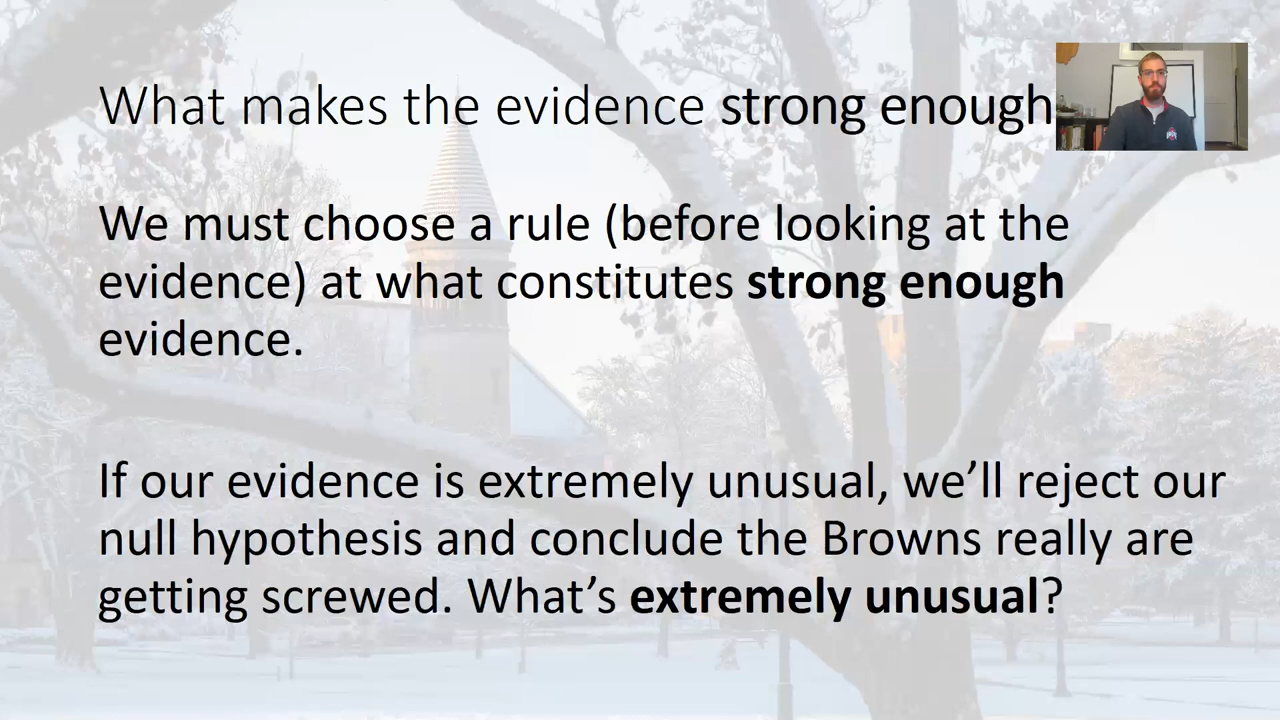 What makes the evidence strong enough
We must choose a rule (before looking at the
evidence) at what constitutes strong enough
evidence.
If our evidence is extremely unusual, we’ll reject our
null hypothesis and conclude the Browns really are
getting screwed. What’s extremely unusual?